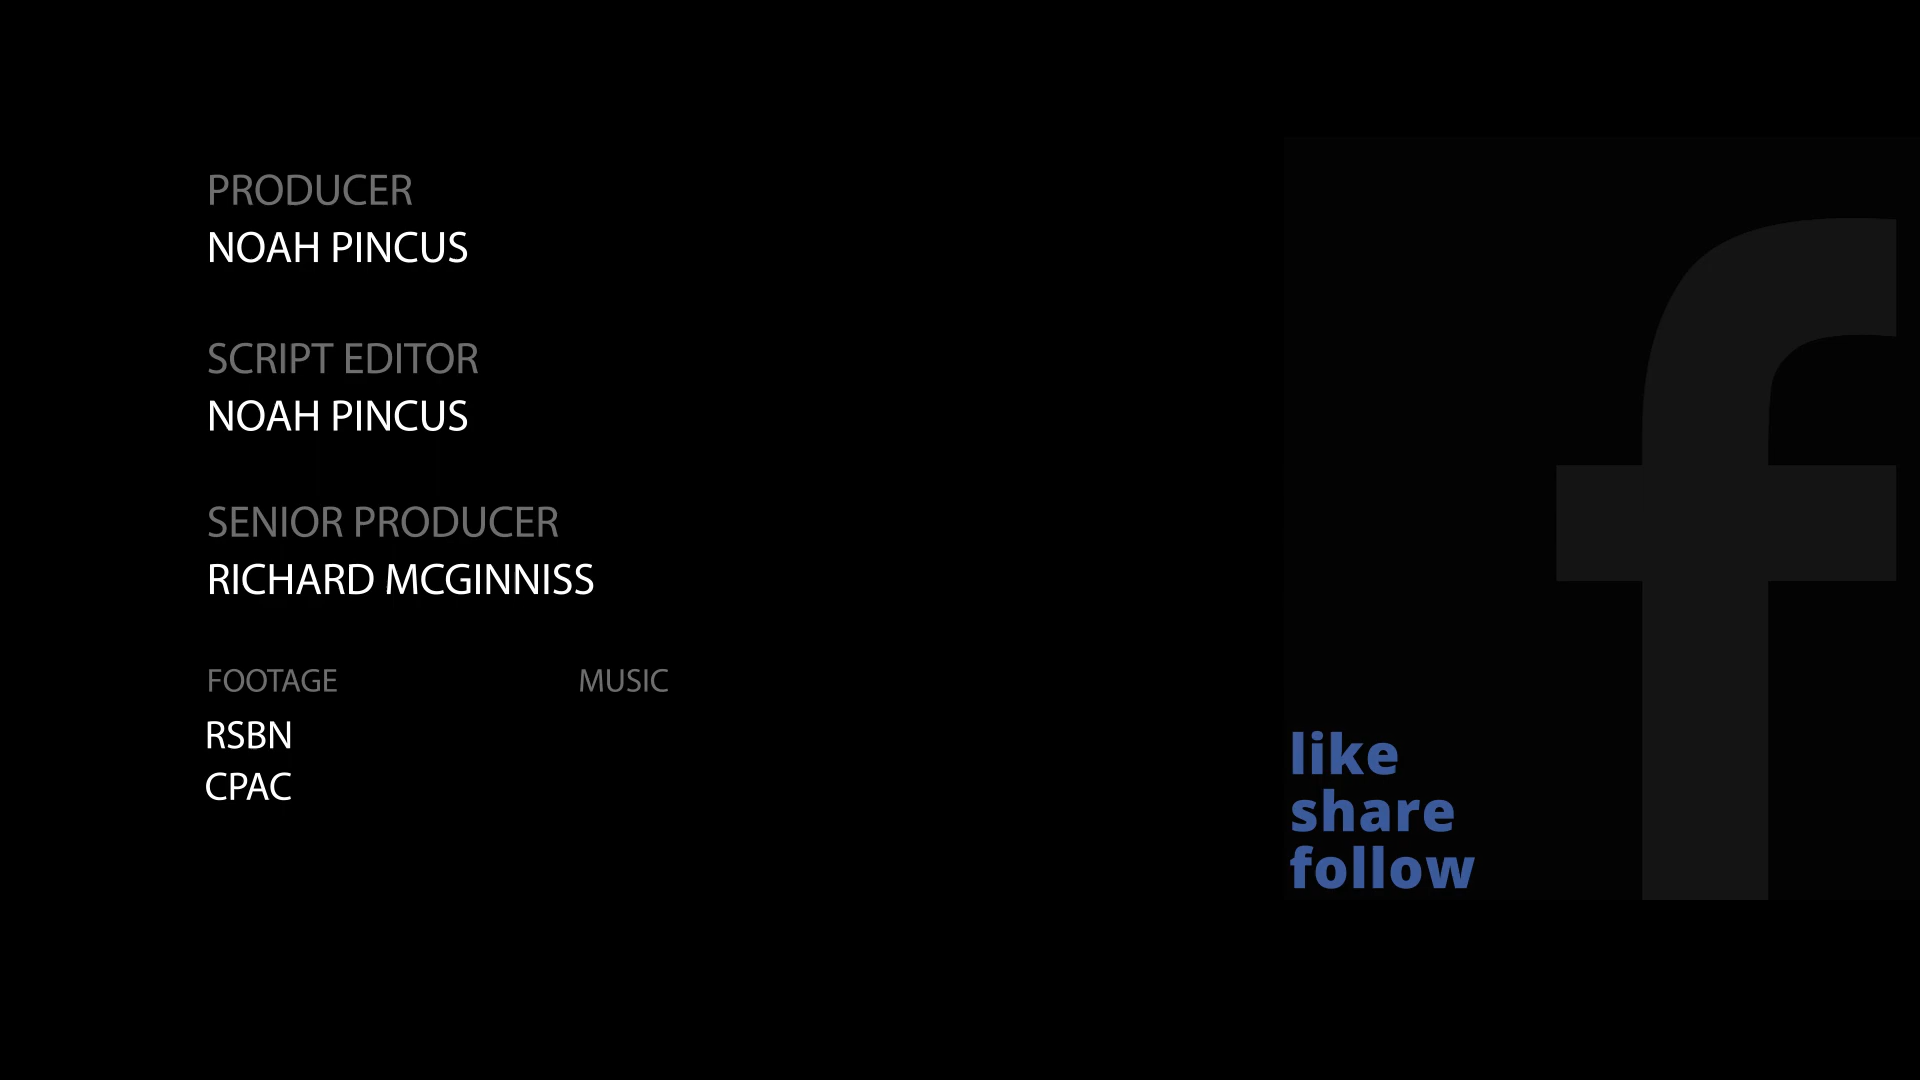 PRODUCER
NOAH PINCUS
SCRIPT EDITOR
NOAH PINCUS
SENIOR PRODUCER
RICHARD MCGINNISS
FOOTAGE
RSBN
CPAC
MUSIC
like
share
follow
f